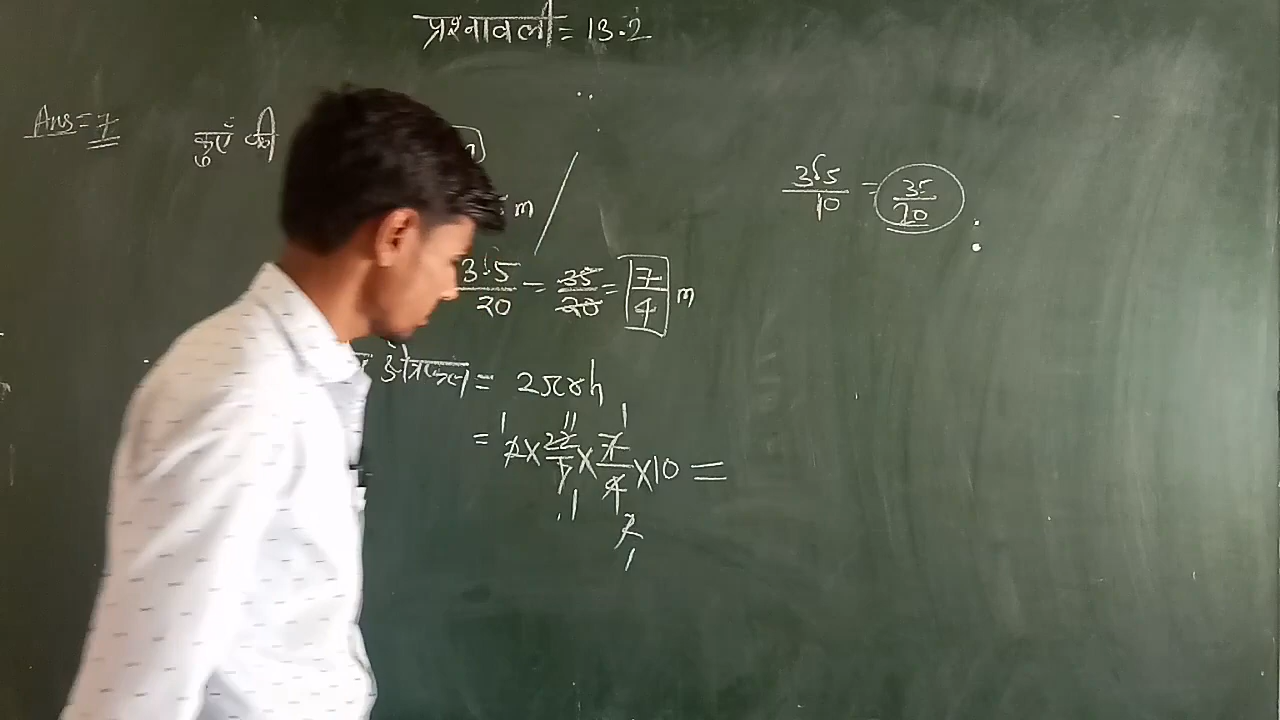 प्रश्नावली = 13.2
Ans = 7 कुएँ की
m
3.5/10 = 35/20
3.5/20 = 35/20 = 7/4 m
क्षेत्रफल = 2πrh
= 2 × 22/7 × 7/4 × 10 =